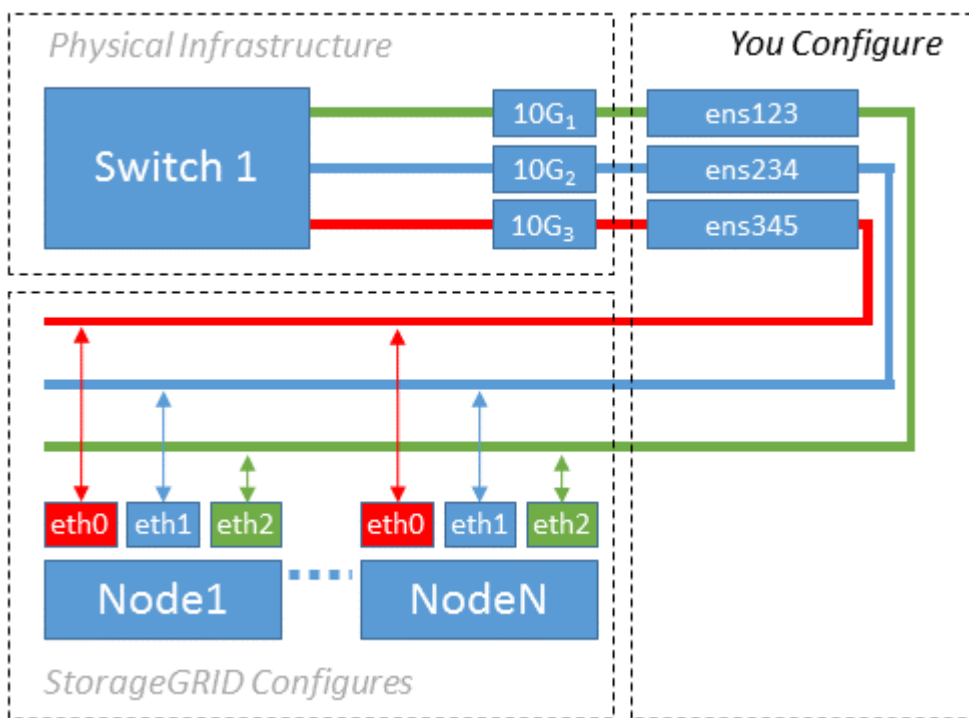 Physical Infrastructure
You Configure
Switch 1
10G₁
ens123
10G₂
ens234
10G₃
ens345
eth0 eth1 eth2
eth0 eth1 eth2
Node1
NodeN
StorageGRID Configures